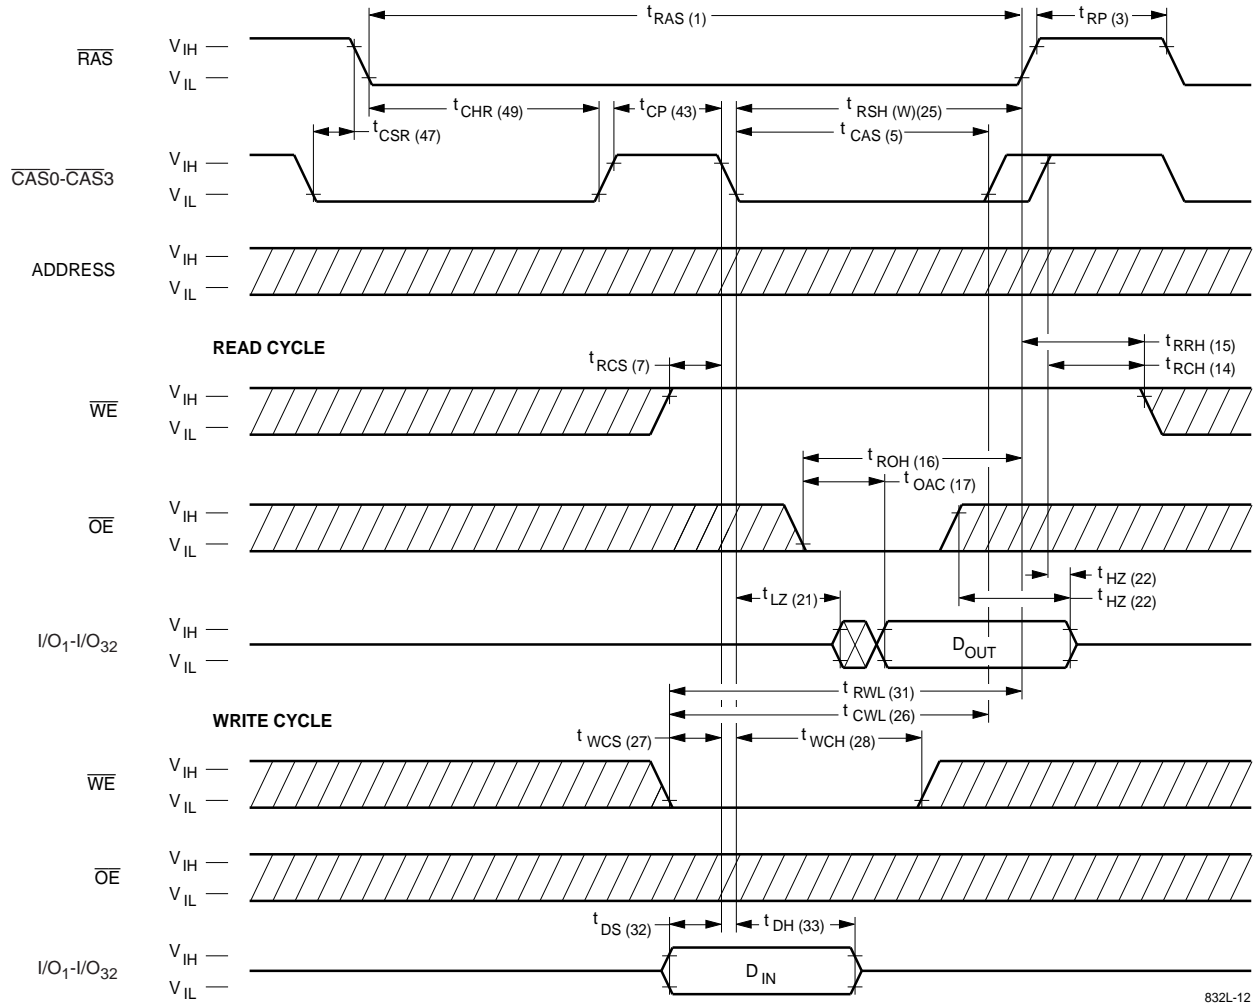 t RAS (1)
t RP (3)
RAS
V IH
V IL
t CHR (49)
t CP (43)
t RSH (W)(25)
t CSR (47)
t CAS (5)
CAS0-CAS3
V IH
V IL
ADDRESS
V IH
V IL
READ CYCLE
t RRH (15)
t RCS (7)
t RCH (14)
WE
V IH
V IL
t ROH (16)
t OAC (17)
OE
V IH
V IL
t HZ (22)
t LZ (21)
t HZ (22)
I/O1-I/O32
V IH
V IL
D OUT
t RWL (31)
WRITE CYCLE
t CWL (26)
t WCS (27)
t WCH (28)
WE
V IH
V IL
OE
V IH
V IL
t DS (32)
t DH (33)
I/O1-I/O32
V IH
V IL
D IN
832L-12